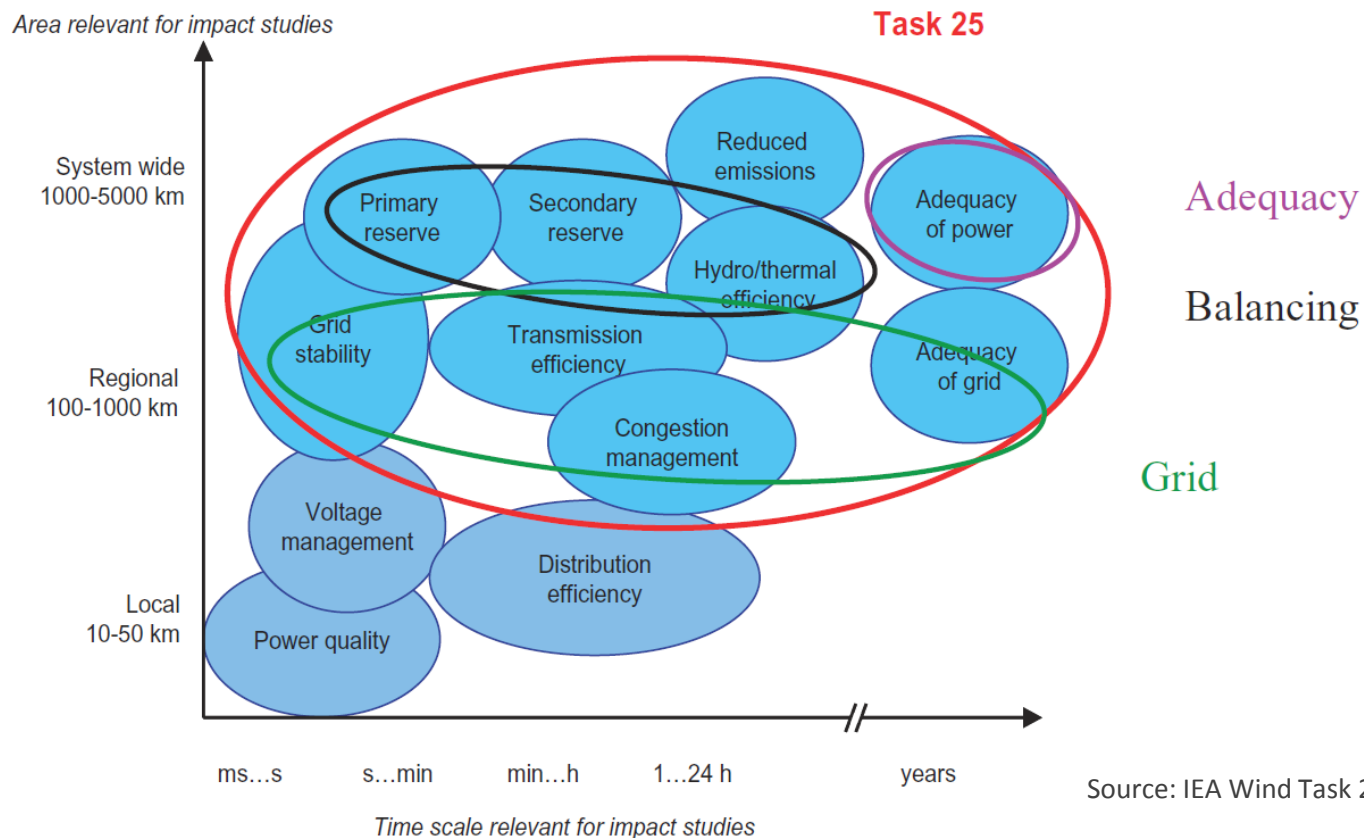 Area relevant for impact studies
Task 25
System wide
1000-5000 km
Primary
reserve
Secondary
reserve
Reduced
emissions
Adequacy
of power
Adequacy
Hydro/thermal
efficiency
Balancing
Grid
stability
Transmission
efficiency
Adequacy
of grid
Regional
100-1000 km
Congestion
management
Grid
Voltage
management
Distribution
efficiency
Local
10-50 km
Power quality
ms...s
s...min
min...h
1...24 h
years
Source: IEA Wind Task 2
Time scale relevant for impact studies